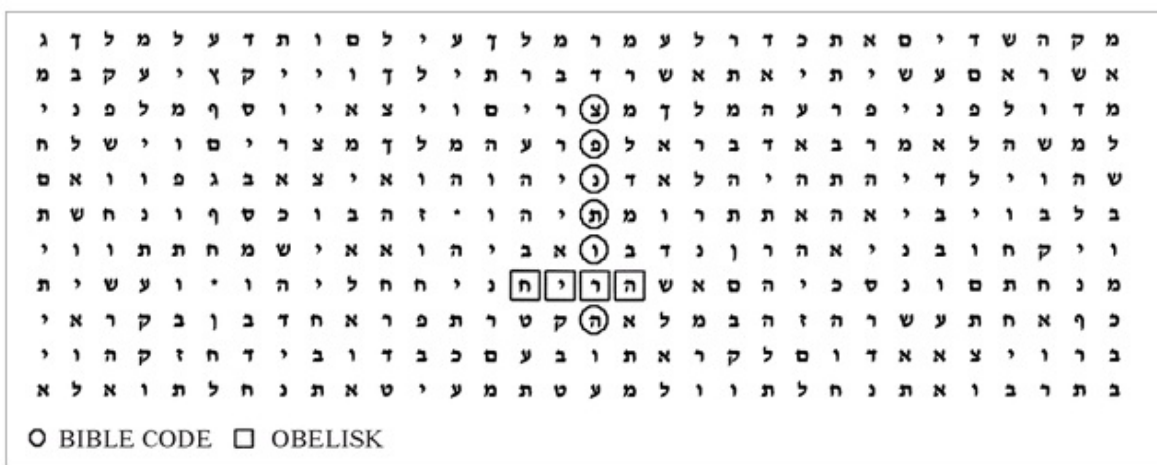 מ ק ה ש ד י ם א ת כ ד ר ל ע מ ר מ ל ך ע י ל ם ו ת ד ע ל מ ל ך ג
א ש ר א ם ע ש י ת י א ת א ש ר ד ב ר ת י ל ך ו י י ק ץ י ע ק ב מ
מ ד ו ל פ נ י פ ר ע ה מ ל ך מ צ ר י ם ו י צ א י ו ס ף מ ל פ נ י
ל מ ש ה ל א מ ר ב א ד ב ר א ל פ ר ע ה מ ל ך מ צ ר י ם ו י ש ל ח
ש ה ו י ל ד י ה ת ה י ה ל א ד נ י ה ו ה ו א י צ א ב ג פ ו ו א ם
ב ל ב ו י ב י א ה א ת ת ר ו מ ת י ה ו · ז ה ב ו כ ס ף ו נ ח ש ת
ו י ק ח ו ב נ י א ה ר ן נ ד ב ו א ב י ה ו א א י ש מ ח ת ת ו ו י
מ נ ח ת ם ו נ ס כ י ה ם א ש ה ר י ח נ י ח ח ל י ה ו · ו ע ש י ת
כ ף א ח ת ע ש ר ה ז ה ב מ ל א ה ק ט ר ת פ ר א ח ד ב ן ב ק ר א י
ב ר ו י צ א א ד ו ם ל ק ר א ת ו ב ע ם כ ב ד ו ב י ד ח ז ק ה ו י
ב ת ר ב ו א ת נ ח ל ת ו ו ל מ ע ט ת מ ע י ט א ת נ ח ל ת ו א ל א
BIBLE CODE OBELISK